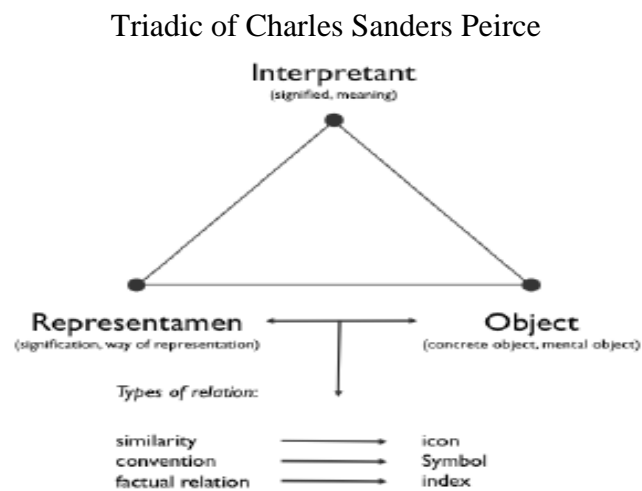 Triadic of Charles Sanders Peirce
Interpretant
(signified, meaning)
Representamen Object
(signification, way of representation) (concrete object, mental object)
Types of relation:
similarity icon
convention Symbol
factual relation index